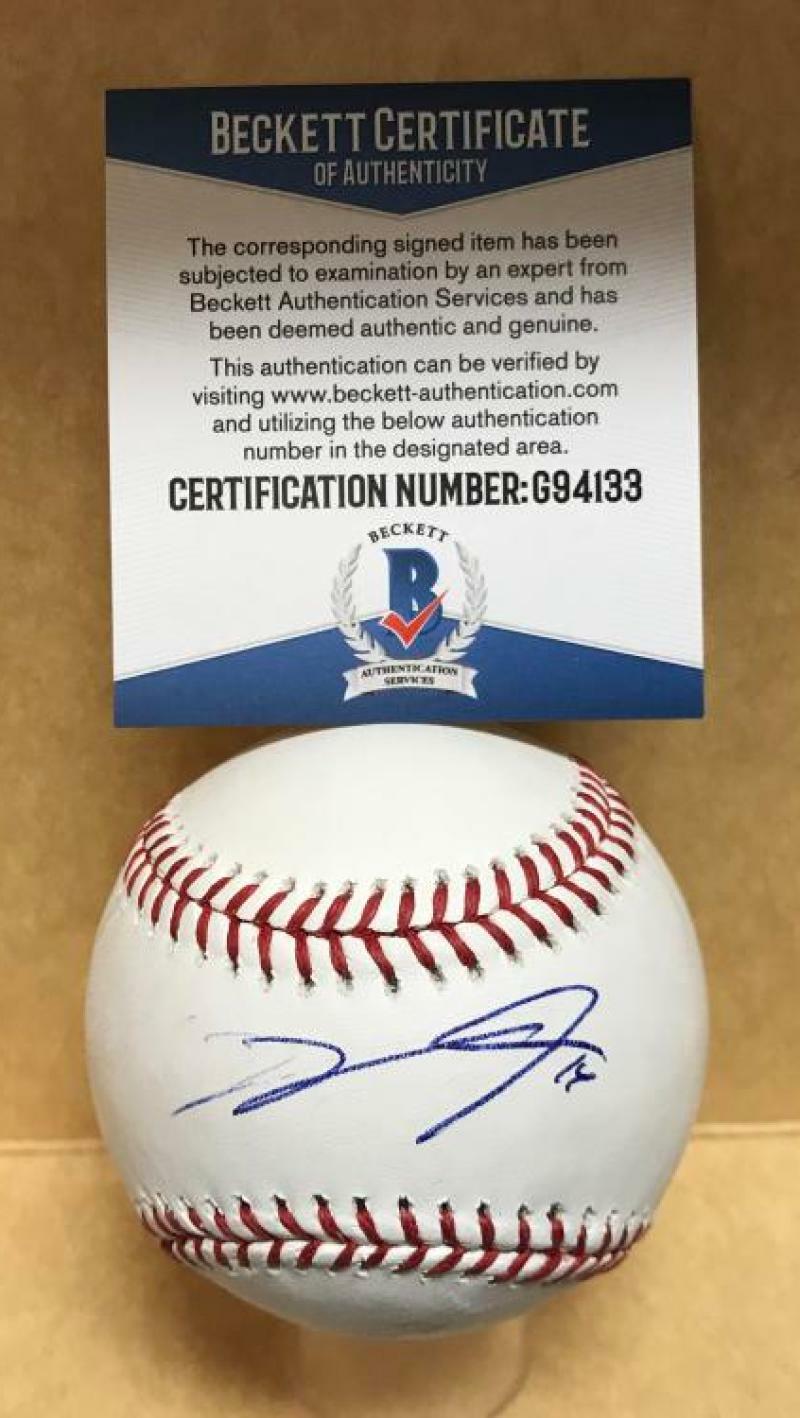 BECKETT CERTIFICATE
OF AUTHENTICITY
The corresponding signed item has been
subjected to examination by an expert from
Beckett Authentication Services and has
been deemed authentic and genuine.
This authentication can be verified by
visiting www.beckett-authentication.com
and utilizing the below authentication
number in the designated area.
CERTIFICATION NUMBER: G94133
BECKETT
B
AUTHENTICATION
SERVICES